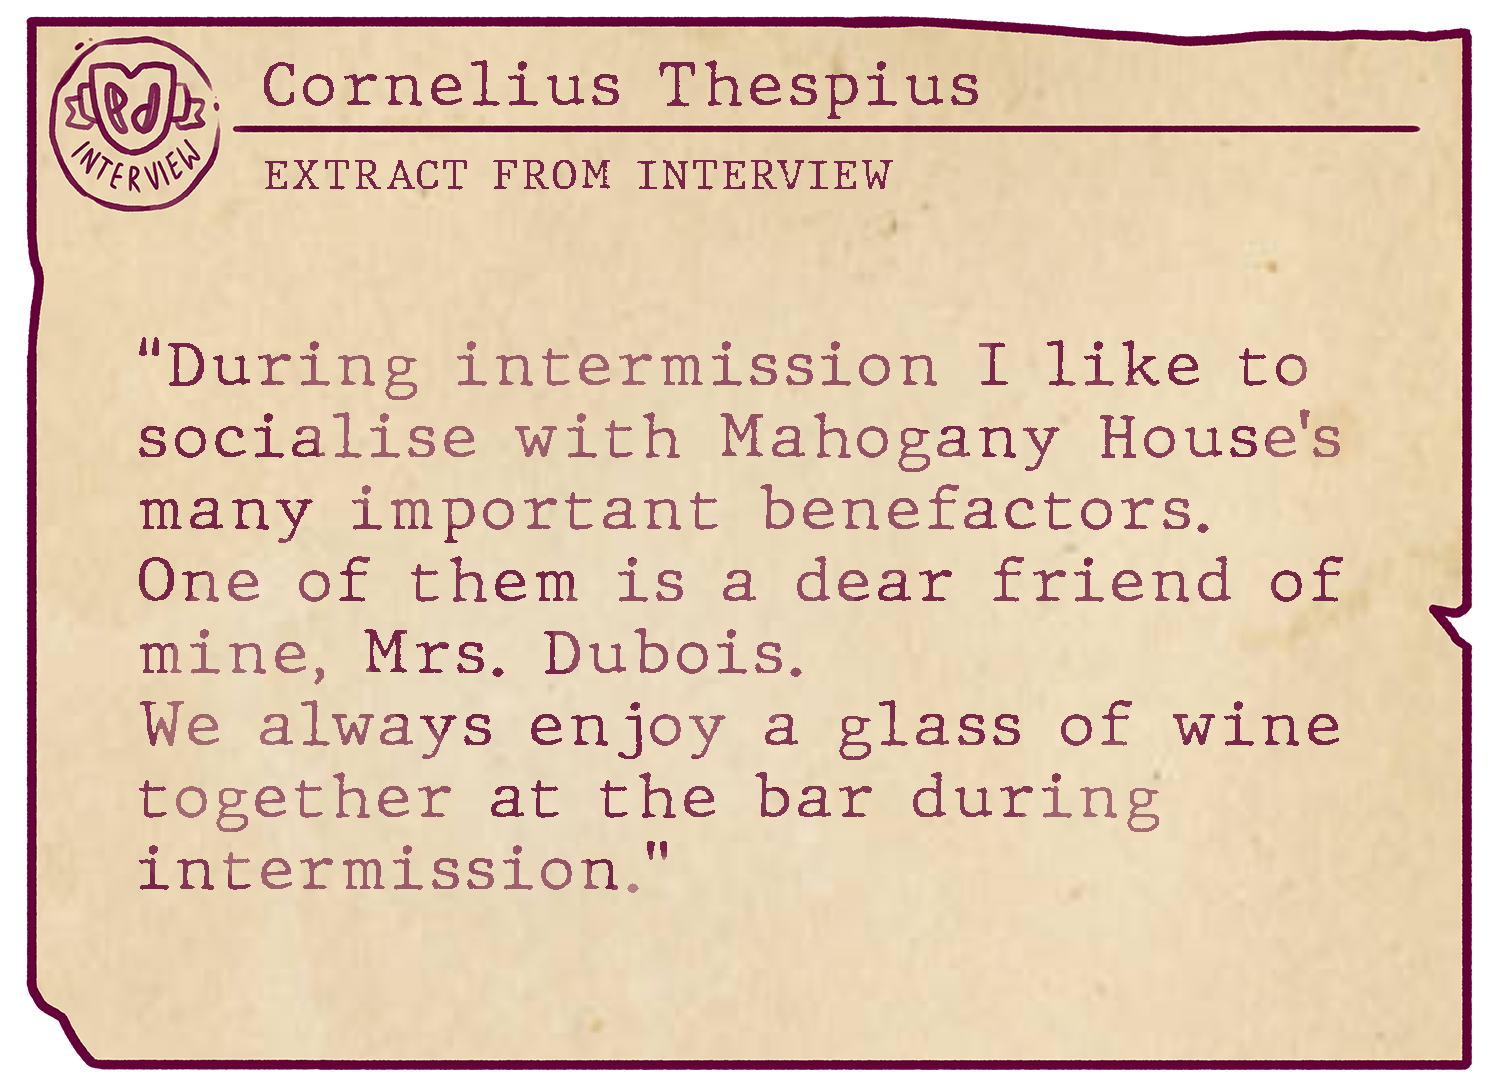 Cornelius Thespius
Pd
INTERVIEW
EXTRACT FROM INTERVIEW
"During intermission I like to
socialise with Mahogany House's
many important benefactors.
One of them is a dear friend of
mine, Mrs. Dubois.
We always enjoy a glass of wine
together at the bar during
intermission."